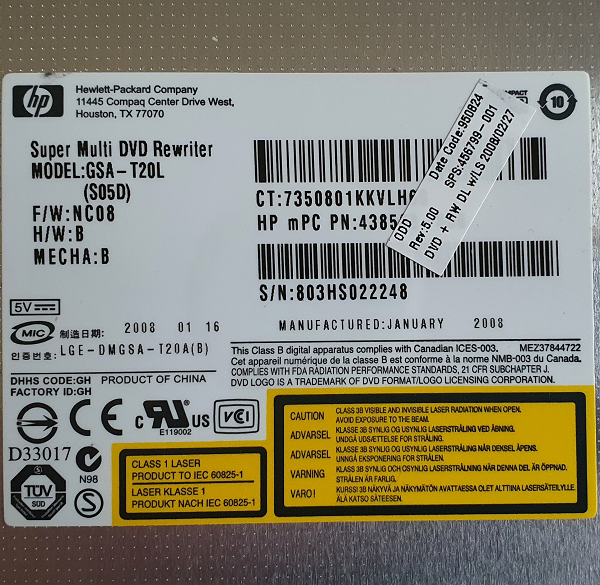 hp
Hewlett-Packard Company
11445 Compaq Center Drive West,
Houston, TX 77070
10
Super Multi DVD Rewriter
MODEL:GSA-T20L
(S05D)
F/W:NC08
H/W:B
MECHA:B
CT:7350801KKVLH
HP mPC PN:4385
ODD Date Code:950824
Rev:5.00 SPS:456799-001
DVD + RW DL w/LS 2008/02/27
S/N:803HS022248
5V
MIC
制造日期: 2008 01 16
MANUFACTURED:JANUARY 2008
인증번호: LGE-DMGSA-T20A(B)
This Class B digital apparatus complies with Canadian ICES-003. MEZ37844722
Cet appareil numérique de la classe B est conforme à la norme NMB-003 du Canada.
COMPLIES WITH FDA RADIATION PERFORMANCE STANDARDS, 21 CFR SUBCHAPTER J.
DVD LOGO IS A TRADEMARK OF DVD FORMAT/LOGO LICENSING CORPORATION.
DHHS CODE:GH PRODUCT OF CHINA
FACTORY ID:GH
CE
c RU US
E119002
VCI
D33017
N98
TÜV
SÜD
S
CLASS 1 LASER
PRODUCT TO IEC 60825-1
LASER KLASSE 1
PRODUKT NACH IEC 60825-1
CAUTION CLASS 3B VISIBLE AND INVISIBLE LASER RADIATION WHEN OPEN.
AVOID EXPOSURE TO THE BEAM.
ADVARSEL KLASSE 3B SYNLIG OG USYNLIG LASERSTRÅLING VED ÅBNING.
UNDGÅ UDSÆTTELSE FOR STRÅLING.
ADVARSEL KLASSE 3B SYNLIG OG USYNLIG LASERSTRÅLING NÅR DEKSEL ÅPNES.
UNNGÅ EKSPONERING FOR STRÅLEN.
VARNING KLASS 3B SYNLIG OCH OSYNLIG LASERSTRÅLNING NÄR DENNA DEL ÄR ÖPPNAD.
STRÅLEN ÄR FARLIG.
VARO! KURSSI 3B NÄKYVÄ JA NÄKYMÄTÖN AVATTAESSA OLET ALTTIINA LASERSÄTEILYLLE.
ÄLÄ KATSO SÄTEESEEN.